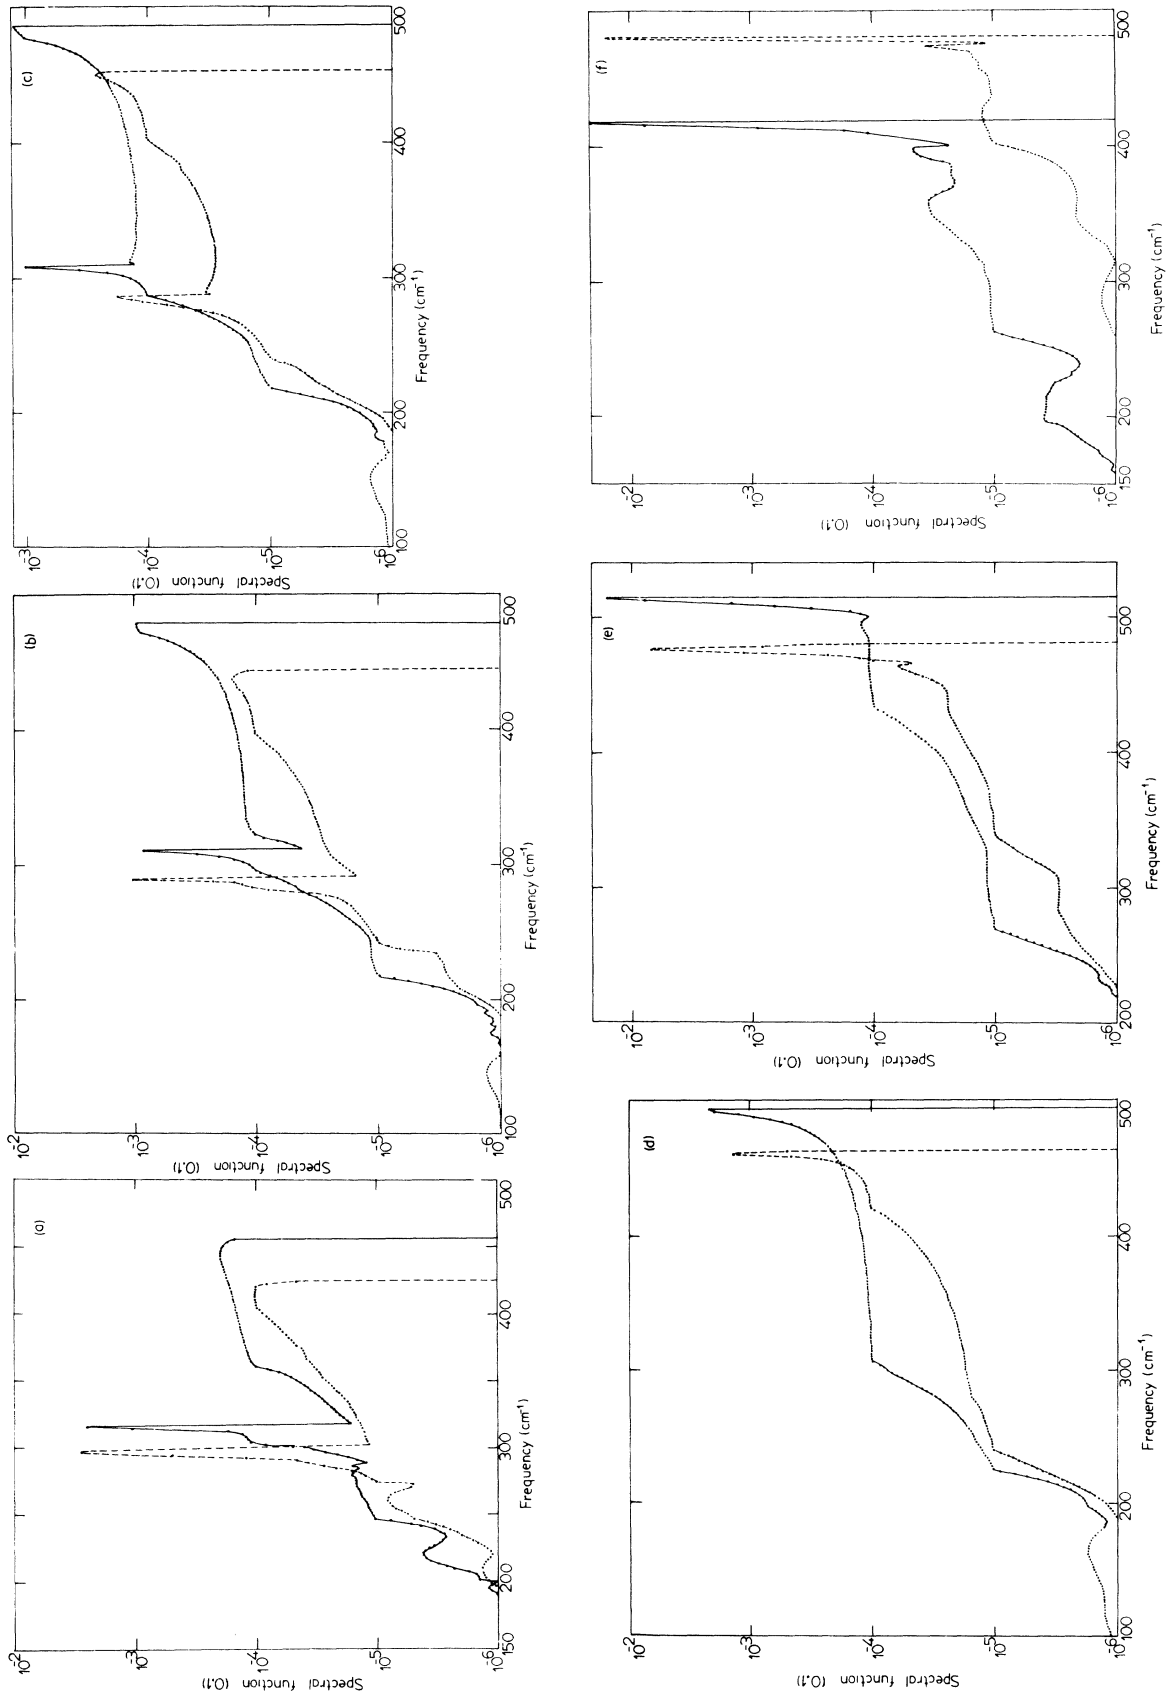 (a)
10⁻² 10⁻³ 10⁻⁴ 10⁻⁵ 10⁻⁶
Spectral function (0,1)
150 200 300 400 500
Frequency (cm⁻¹)
(b)
10⁻² 10⁻³ 10⁻⁴ 10⁻⁵ 10⁻⁶
Spectral function (0,1)
100 200 300 400 500
Frequency (cm⁻¹)
(c)
10⁻³ 10⁻⁴ 10⁻⁵ 10⁻⁶
Spectral function (0,1)
100 200 300 400 500
Frequency (cm⁻¹)
(d)
10⁻² 10⁻³ 10⁻⁴ 10⁻⁵ 10⁻⁶
Spectral function (0,1)
100 200 300 400 500
Frequency (cm⁻¹)
(e)
10⁻² 10⁻³ 10⁻⁴ 10⁻⁵ 10⁻⁶
Spectral function (0,1)
200 300 400 500
Frequency (cm⁻¹)
(f)
10⁻² 10⁻³ 10⁻⁴ 10⁻⁵ 10⁻⁶
Spectral function (0,1)
150 200 300 400 500
Frequency (cm⁻¹)